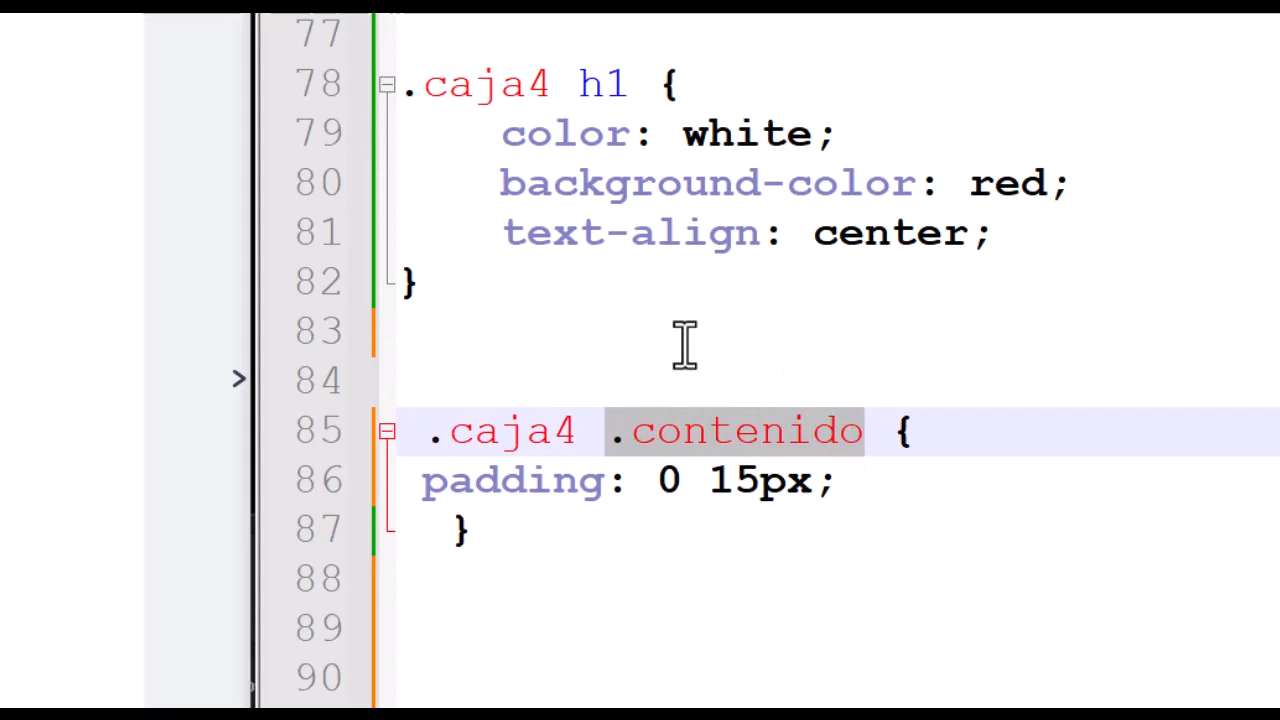 77
78 .caja4 h1 {
79 color: white;
80 background-color: red;
81 text-align: center;
82 }
83
84
85 .caja4 .contenido {
86 padding: 0 15px;
87 }
88
89
90